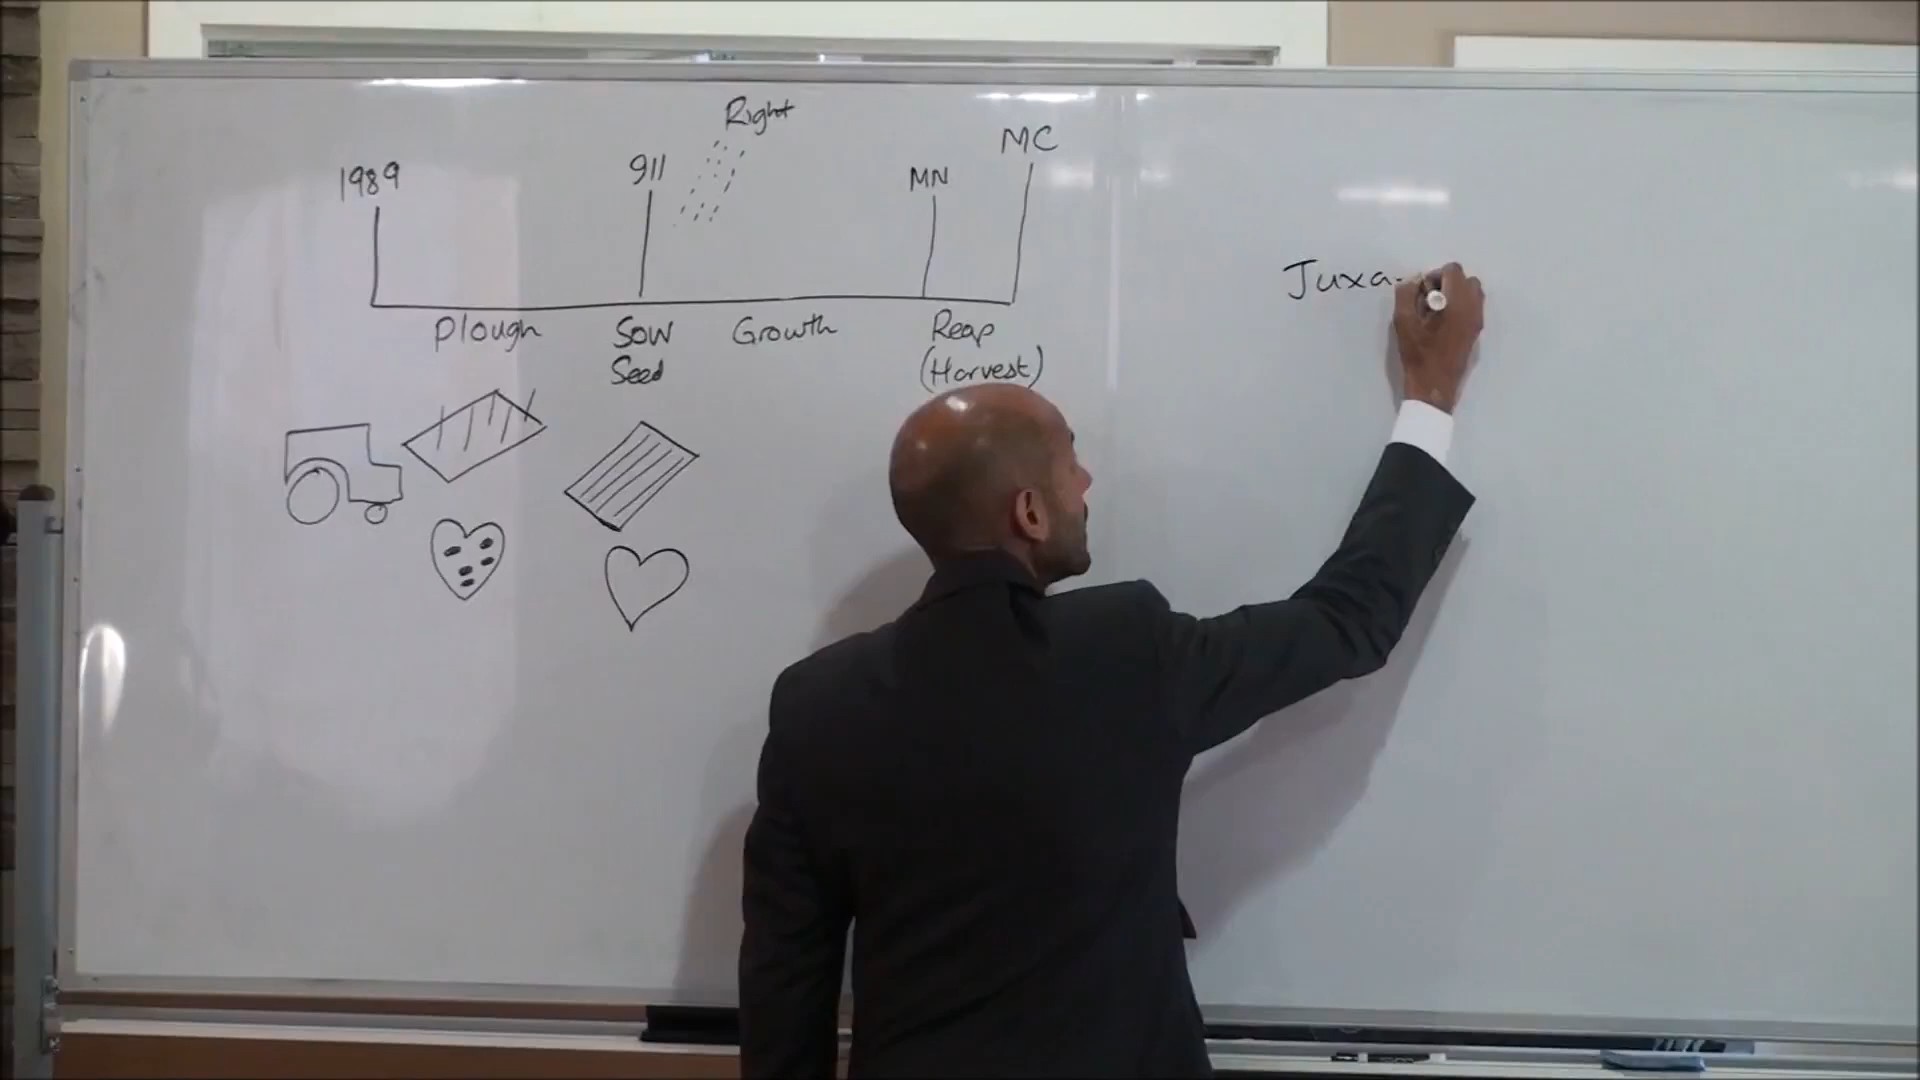 Right
1989
911
MN
MC
Plough
Sow
Seed
Growth
Reap
(Harvest)
Juxa